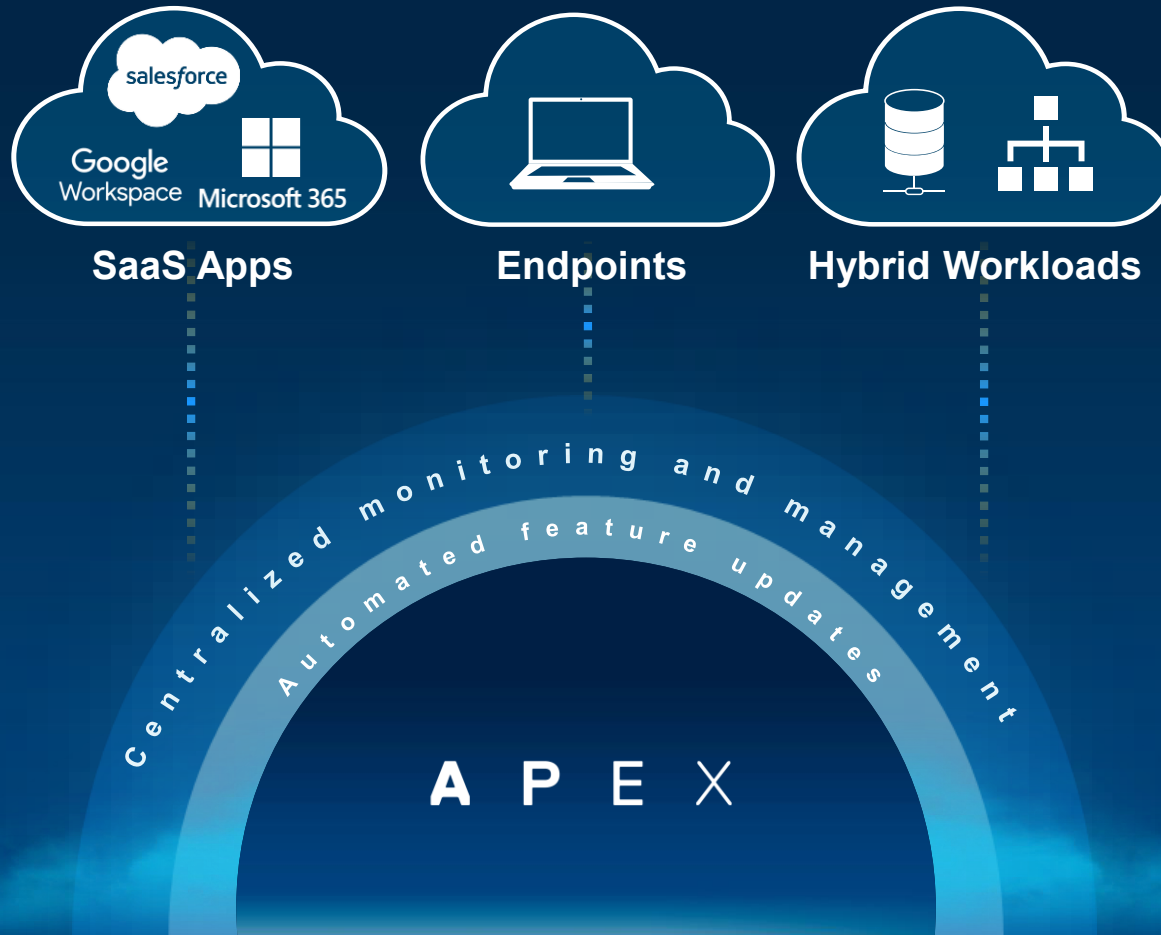 salesforce
Google
Workspace
Microsoft 365
SaaS Apps
Endpoints
Hybrid Workloads
Centralized monitoring and management
Automated feature updates
APEX